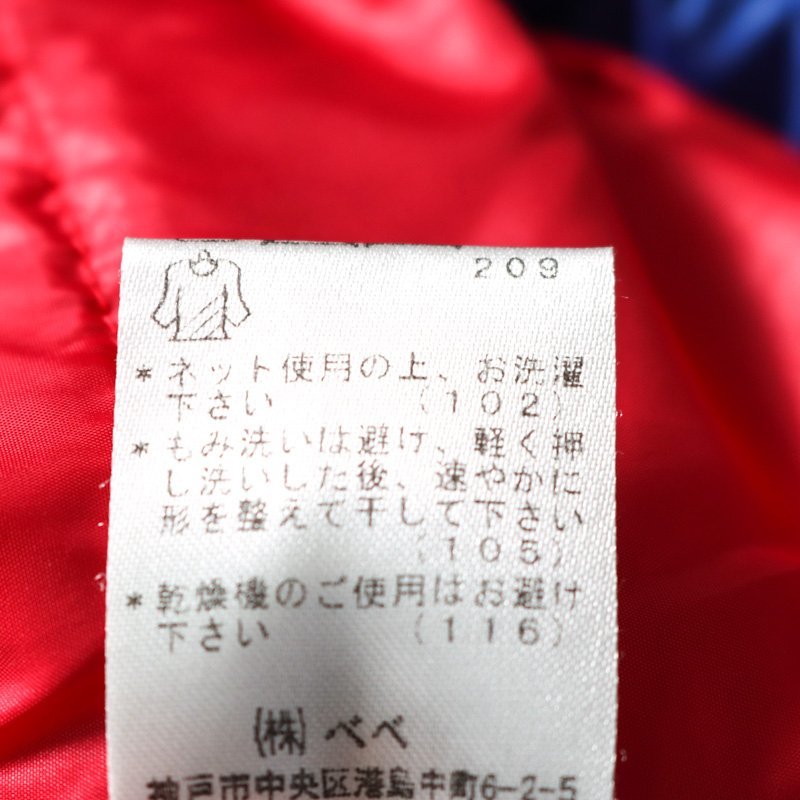 209
*ネット使用の上、お洗濯
下さい (102)
*もみ洗いは避け、軽く押
し洗いした後、速やかに
形を整えて干して下さい
(105)
*乾燥機のご使用はお避け
下さい (116)
(株)べべ
神戸市中央区港島中町6-2-5